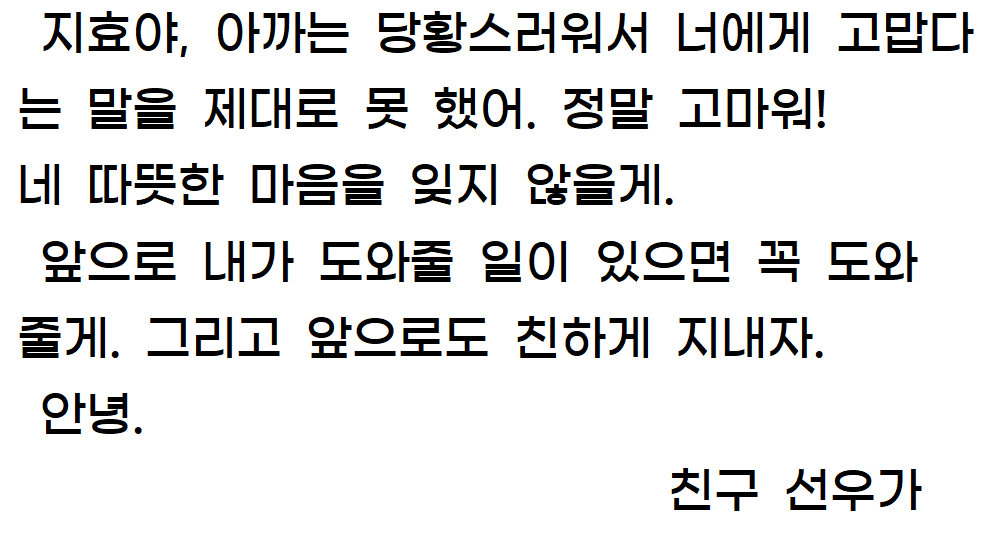 지효야, 아까는 당황스러워서 너에게 고맙다
는 말을 제대로 못 했어. 정말 고마워!
네 따뜻한 마음을 잊지 않을게.
앞으로 내가 도와줄 일이 있으면 꼭 도와
줄게. 그리고 앞으로도 친하게 지내자.
안녕.
친구 선우가